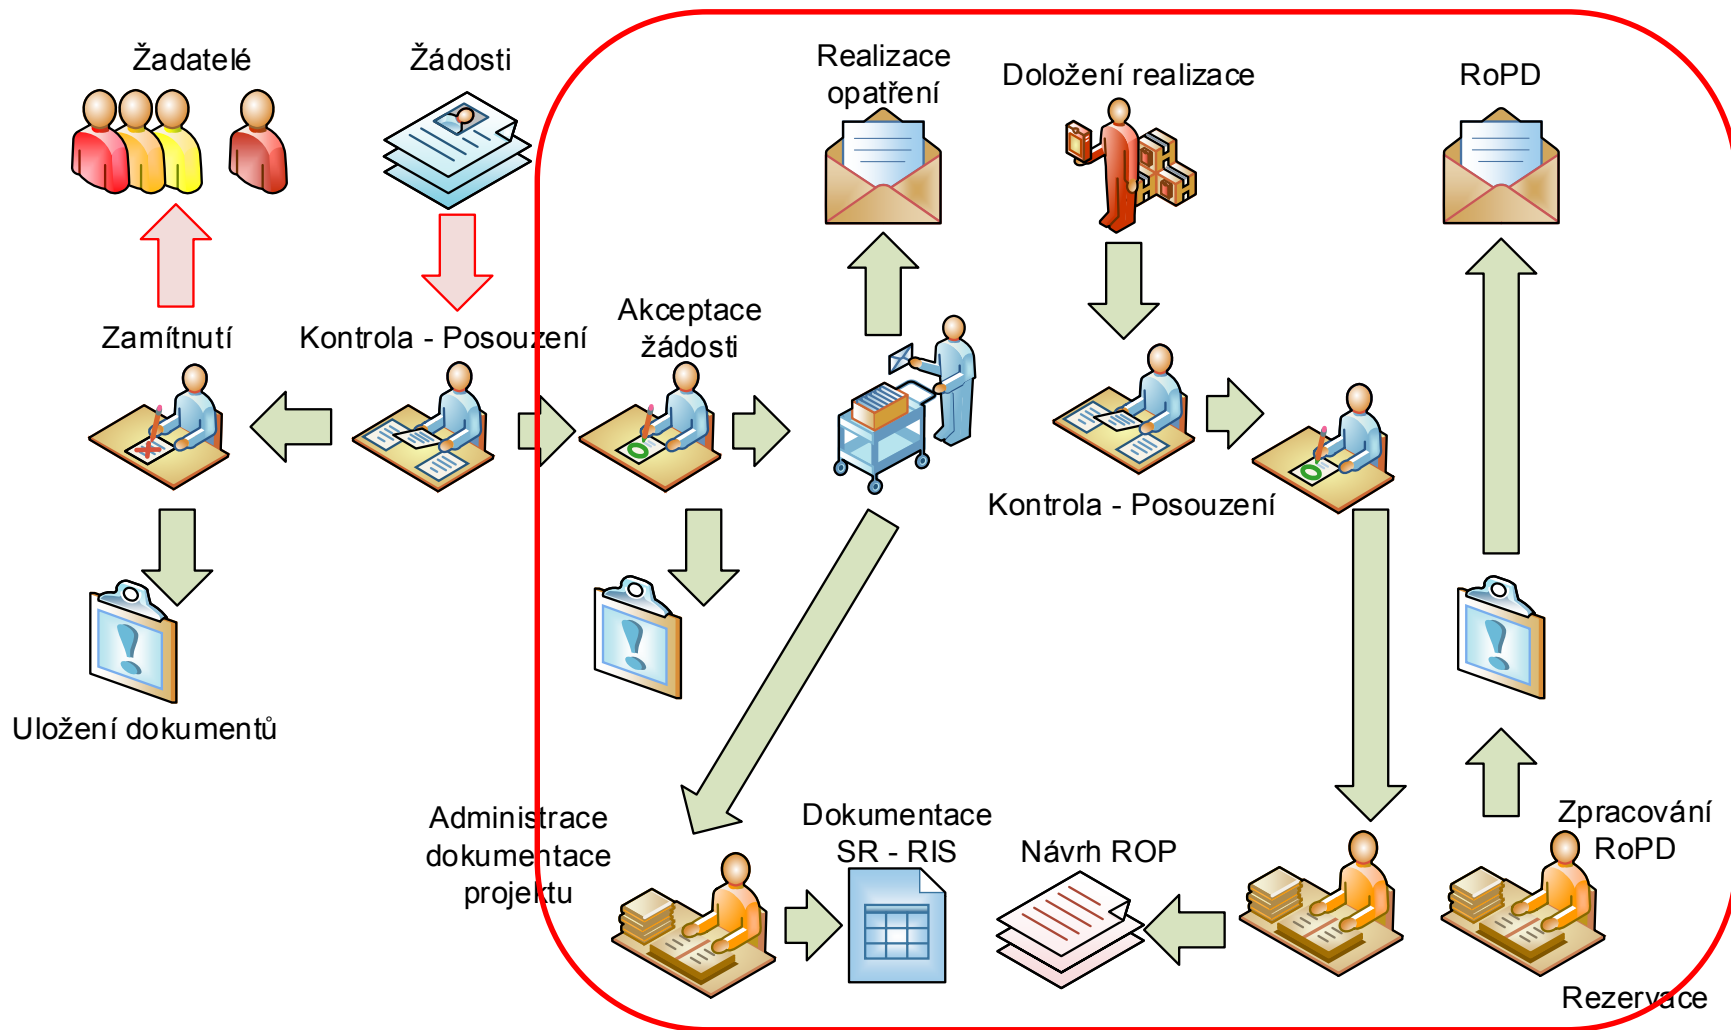 Žadatelé
Žádosti
Realizace
opatření
Doložení realizace
RoPD
Zamítnutí
Kontrola - Posouzení
Akceptace
žádosti
Kontrola - Posouzení
Uložení dokumentů
Administrace
dokumentace
projektu
Dokumentace
SR - RIS
Návrh ROP
Zpracování
RoPD
Rezervace